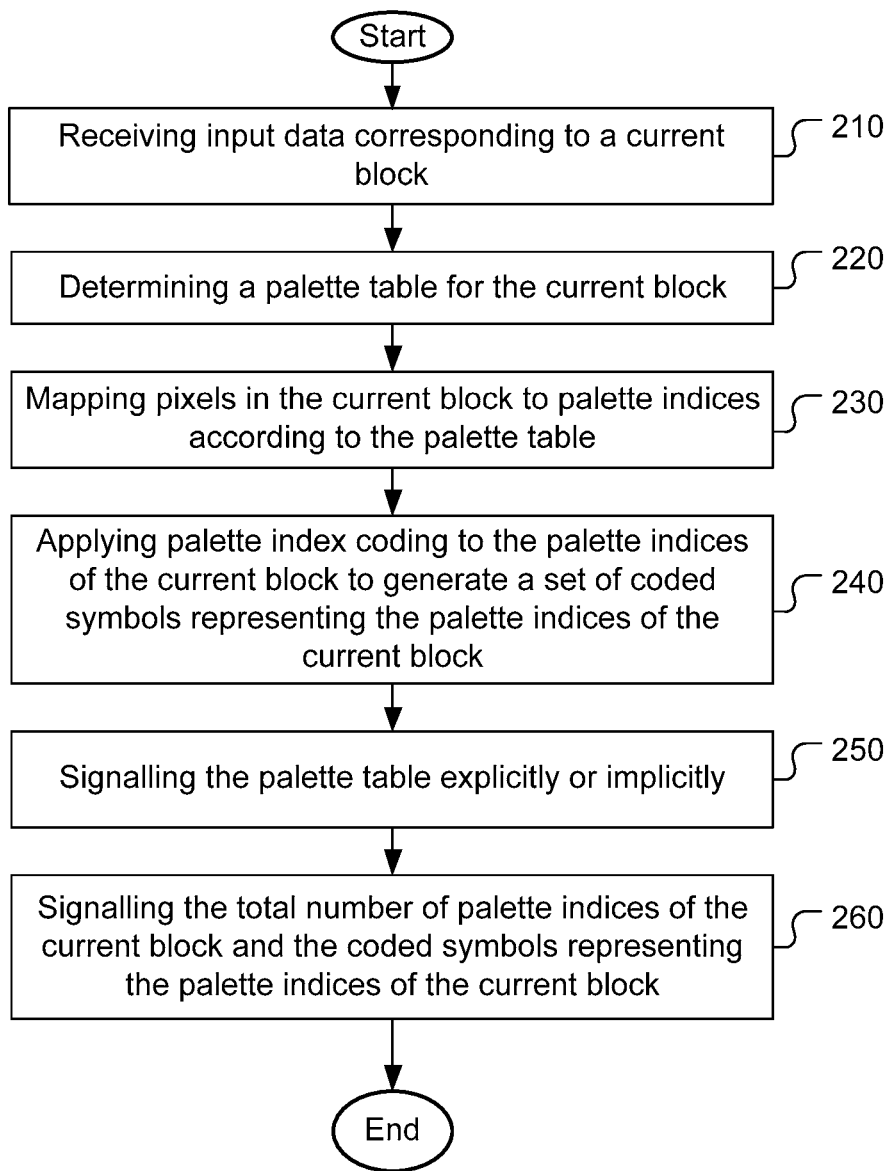 Start
Receiving input data corresponding to a current
block
210
Determining a palette table for the current block
220
Mapping pixels in the current block to palette indices
according to the palette table
230
Applying palette index coding to the palette indices
of the current block to generate a set of coded
symbols representing the palette indices of the
current block
240
Signalling the palette table explicitly or implicitly
250
Signalling the total number of palette indices of the
current block and the coded symbols representing
the palette indices of the current block
260
End